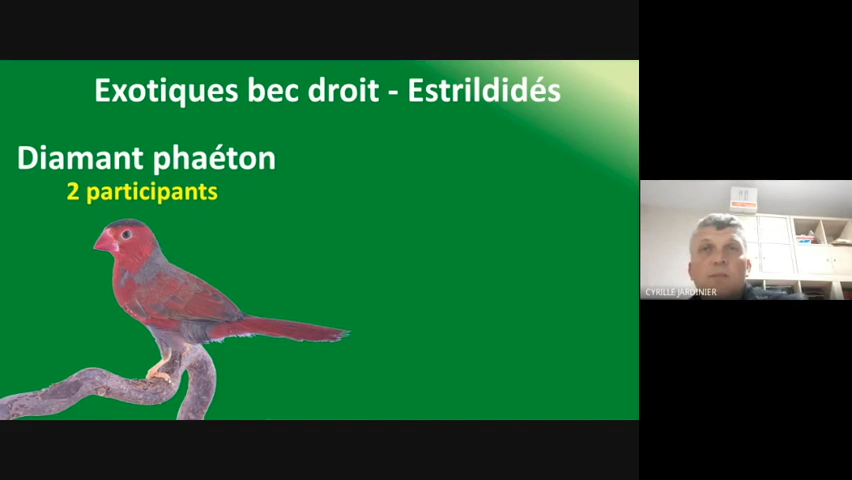 Exotiques bec droit - Estrildidés
Diamant phaéton
2 participants
CYRILLE JARDINIER